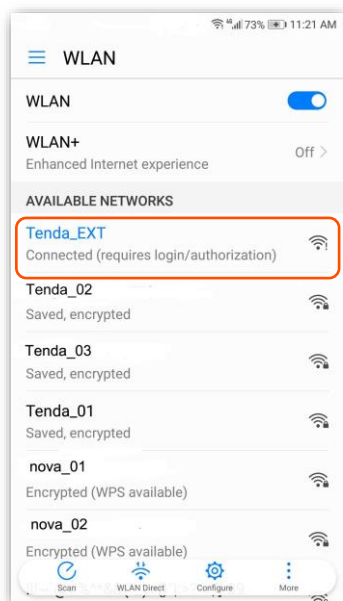 4G 73% 11:21 AM
WLAN
WLAN
WLAN+
Enhanced Internet experience
Off
AVAILABLE NETWORKS
Tenda_EXT
Connected (requires login/authorization)
Tenda_02
Saved, encrypted
Tenda_03
Saved, encrypted
Tenda_01
Saved, encrypted
nova_01
Encrypted (WPS available)
nova_02
Encrypted (WPS available)
Scan WLAN Direct Configure More